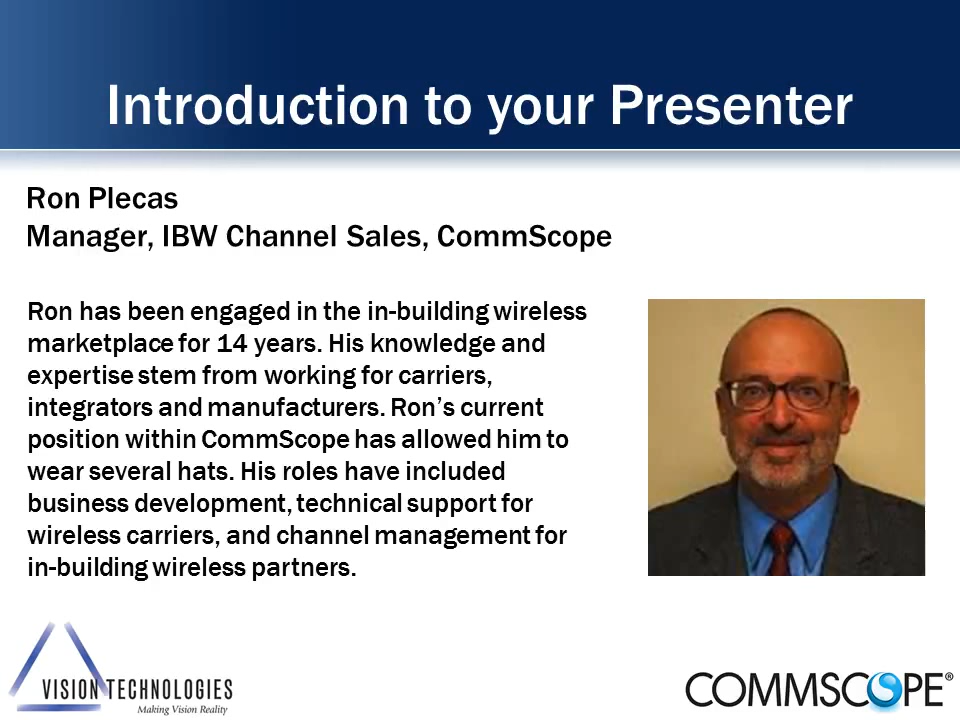 Introduction to your Presenter
Ron Plecas
Manager, IBW Channel Sales, CommScope
Ron has been engaged in the in-building wireless
marketplace for 14 years. His knowledge and
expertise stem from working for carriers,
integrators and manufacturers. Ron’s current
position within CommScope has allowed him to
wear several hats. His roles have included
business development, technical support for
wireless carriers, and channel management for
in-building wireless partners.
VISION TECHNOLOGIES
Making Vision Reality
COMMSCOPE®